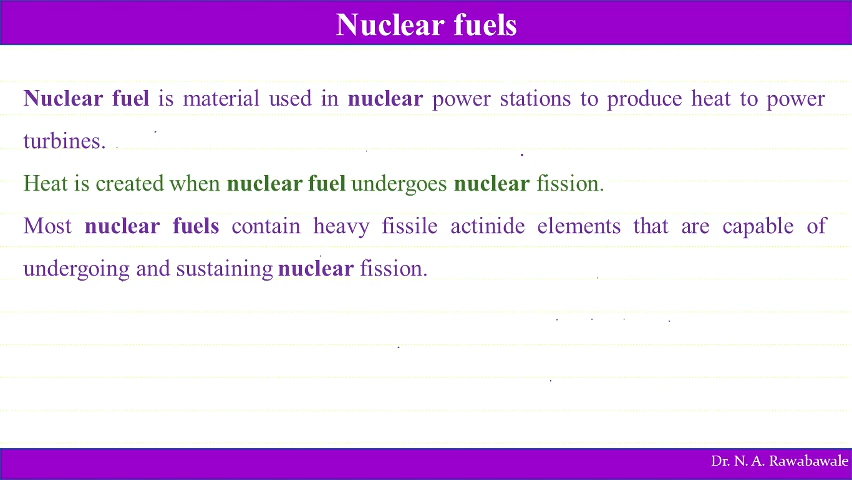 Nuclear fuels
Nuclear fuel is material used in nuclear power stations to produce heat to power
turbines.
Heat is created when nuclear fuel undergoes nuclear fission.
Most nuclear fuels contain heavy fissile actinide elements that are capable of
undergoing and sustaining nuclear fission.
Dr. N. A. Rawabawale